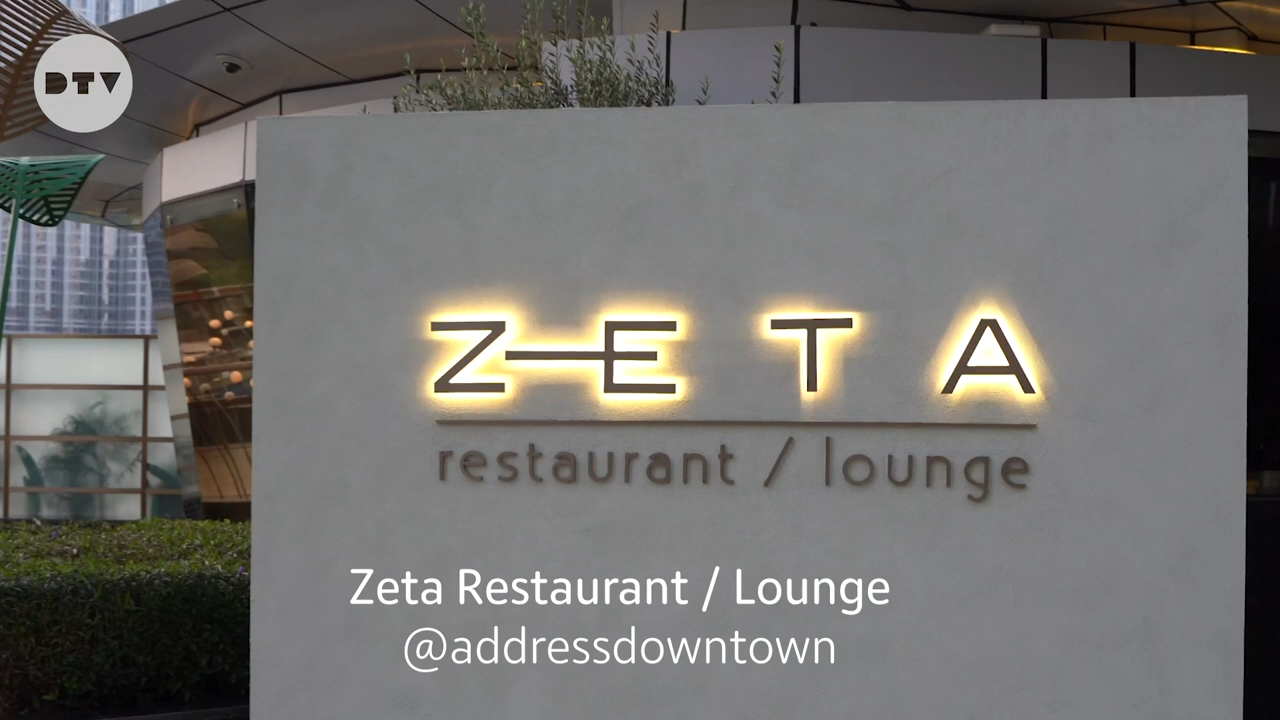 DTV
ZETA
restaurant / lounge
Zeta Restaurant / Lounge
@addressdowntown